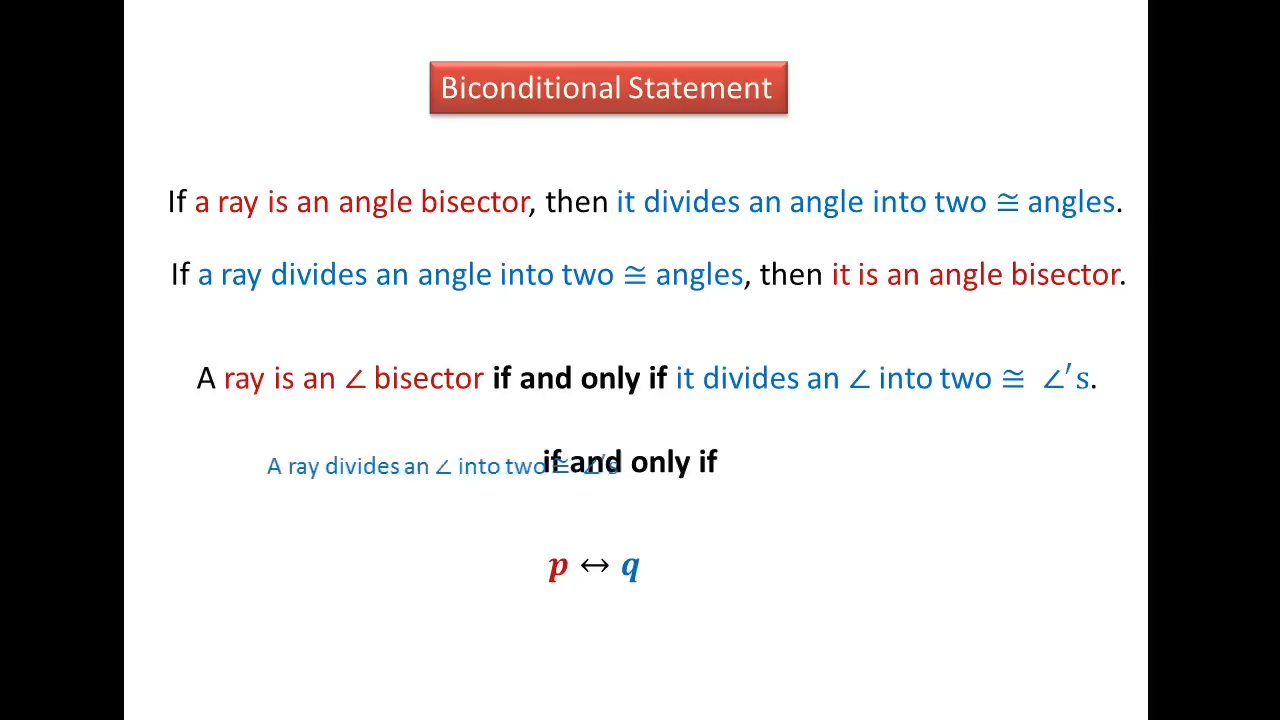 Biconditional Statement
If a ray is an angle bisector, then it divides an angle into two ≅ angles.
If a ray divides an angle into two ≅ angles, then it is an angle bisector.
A ray is an ∠ bisector if and only if it divides an ∠ into two ≅ ∠′s.
A ray divides an ∠ into two ≅ ∠′s if and only if
p ↔ q